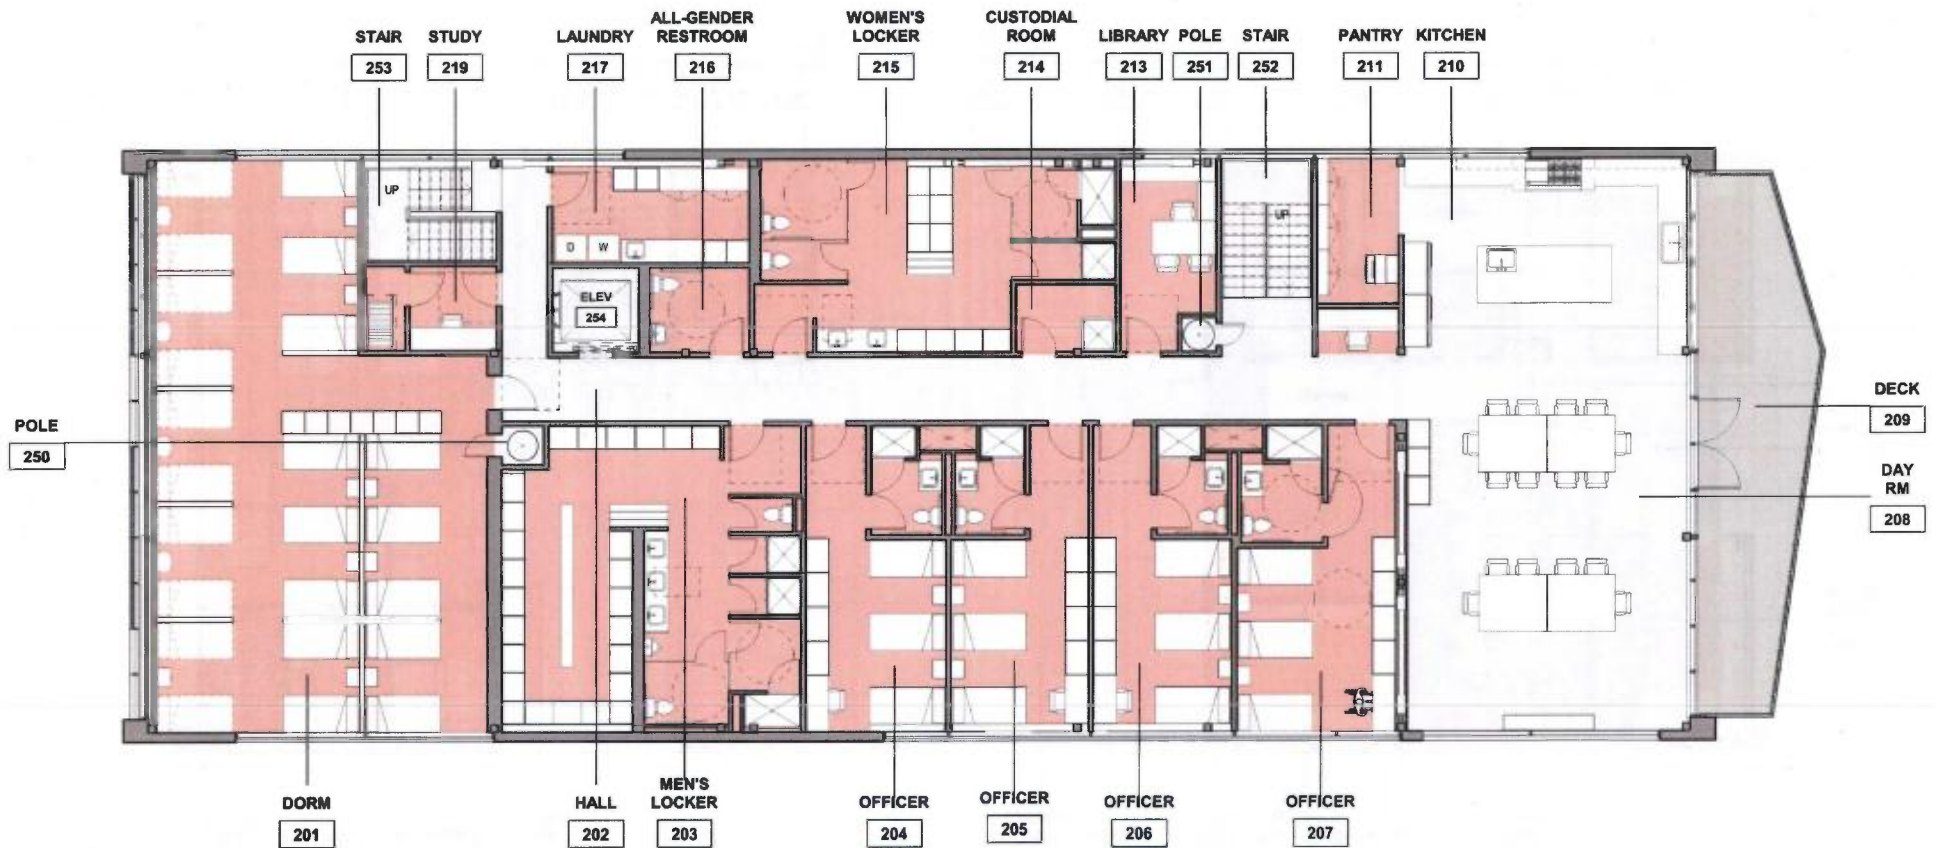 STAIR
253
STUDY
219
LAUNDRY
217
ALL-GENDER
RESTROOM
216
WOMEN'S
LOCKER
215
CUSTODIAL
ROOM
214
LIBRARY
213
POLE
251
STAIR
252
PANTRY
211
KITCHEN
210
UP
UP
D
W
ELEV
254
POLE
250
DECK
209
DAY
RM
208
DORM
201
HALL
202
MEN'S
LOCKER
203
OFFICER
204
OFFICER
205
OFFICER
206
OFFICER
207